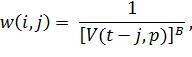 w(i,j) = 1 / [V(t − j, p)]^B ,